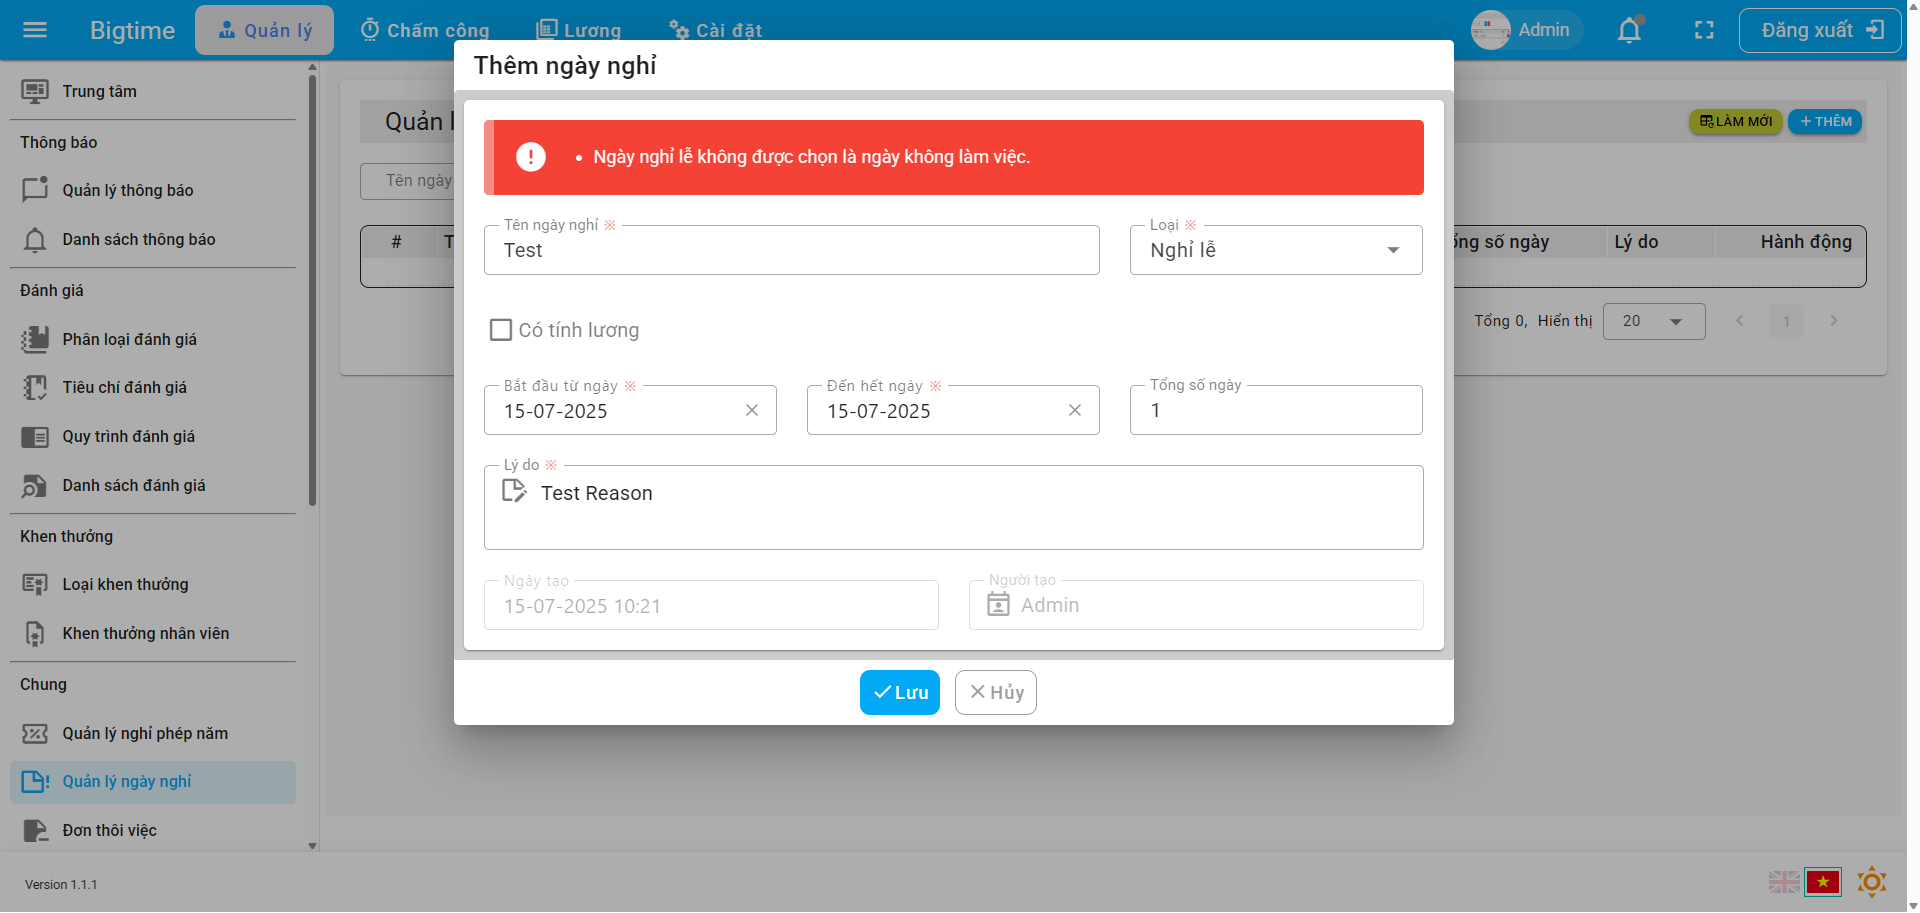 Bigtime
Quản lý
Chấm công
Lương
Cài đặt
Admin
Đăng xuất
Trung tâm
Thông báo
Quản lý thông báo
Danh sách thông báo
Đánh giá
Phân loại đánh giá
Tiêu chí đánh giá
Quy trình đánh giá
Danh sách đánh giá
Khen thưởng
Loại khen thưởng
Khen thưởng nhân viên
Chung
Quản lý nghỉ phép năm
Quản lý ngày nghỉ
Đơn thôi việc
Version 1.1.1
Quản l
LÀM MỚI
+ THÊM
Tên ngày
#
T
ổng số ngày
Lý do
Hành động
Tổng 0, Hiển thị
20
1
Thêm ngày nghỉ
• Ngày nghỉ lễ không được chọn là ngày không làm việc.
Tên ngày nghỉ ※
Test
Loại ※
Nghỉ lễ
Có tính lương
Bắt đầu từ ngày ※
15-07-2025
Đến hết ngày ※
15-07-2025
Tổng số ngày
1
Lý do ※
Test Reason
Ngày tạo
15-07-2025 10:21
Người tạo
Admin
Lưu
Hủy